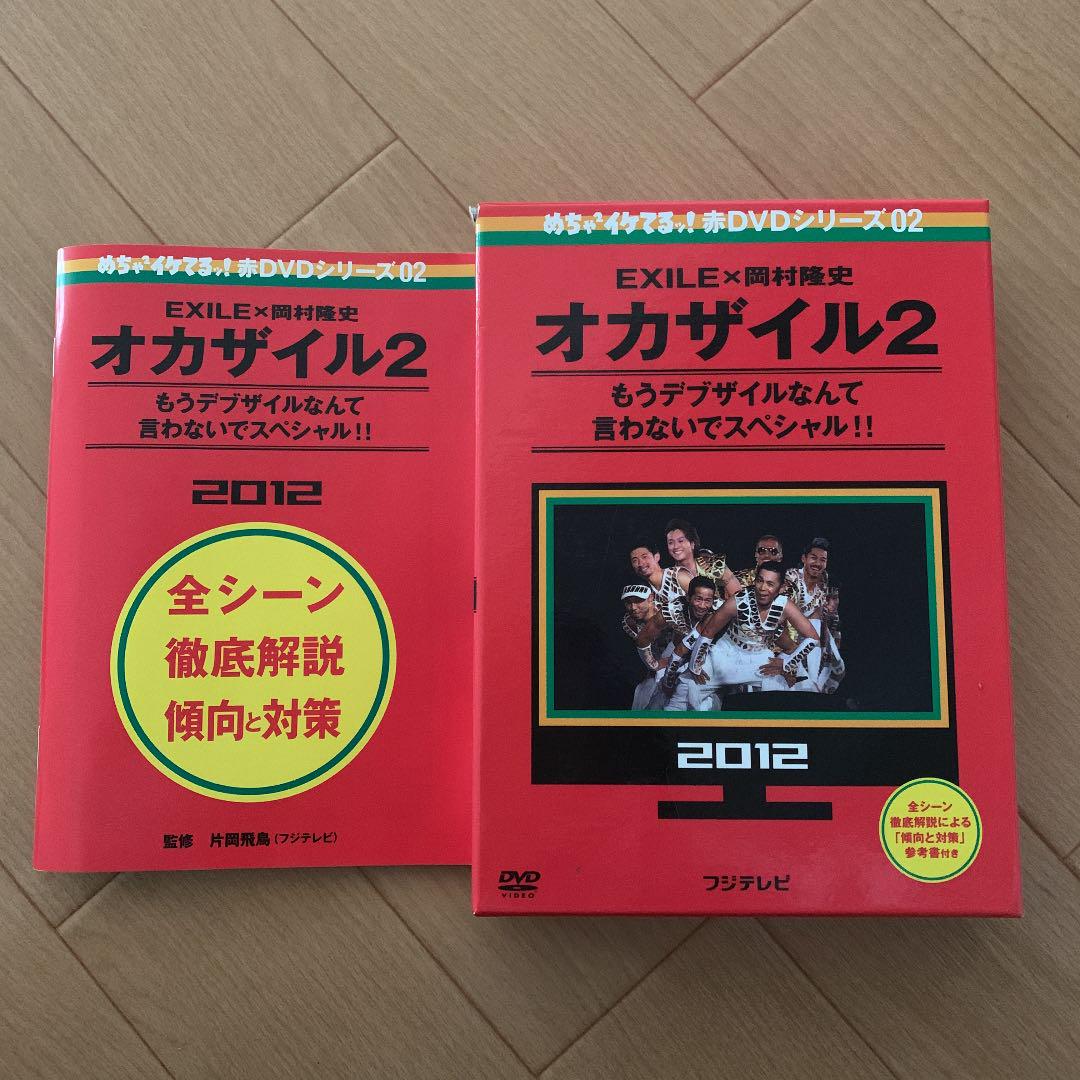 めちゃ²イケてるッ! 赤DVDシリーズ02
EXILE×岡村隆史
オカザイル2
もうデブザイルなんて
言わないでスペシャル!!
2012
全シーン
徹底解説
傾向と対策
監修 片岡飛鳥(フジテレビ)
めちゃ²イケてるッ! 赤DVDシリーズ02
EXILE×岡村隆史
オカザイル2
もうデブザイルなんて
言わないでスペシャル!!
2012
全シーン
徹底解説による
「傾向と対策」
参考書付き
DVD
VIDEO
フジテレビ